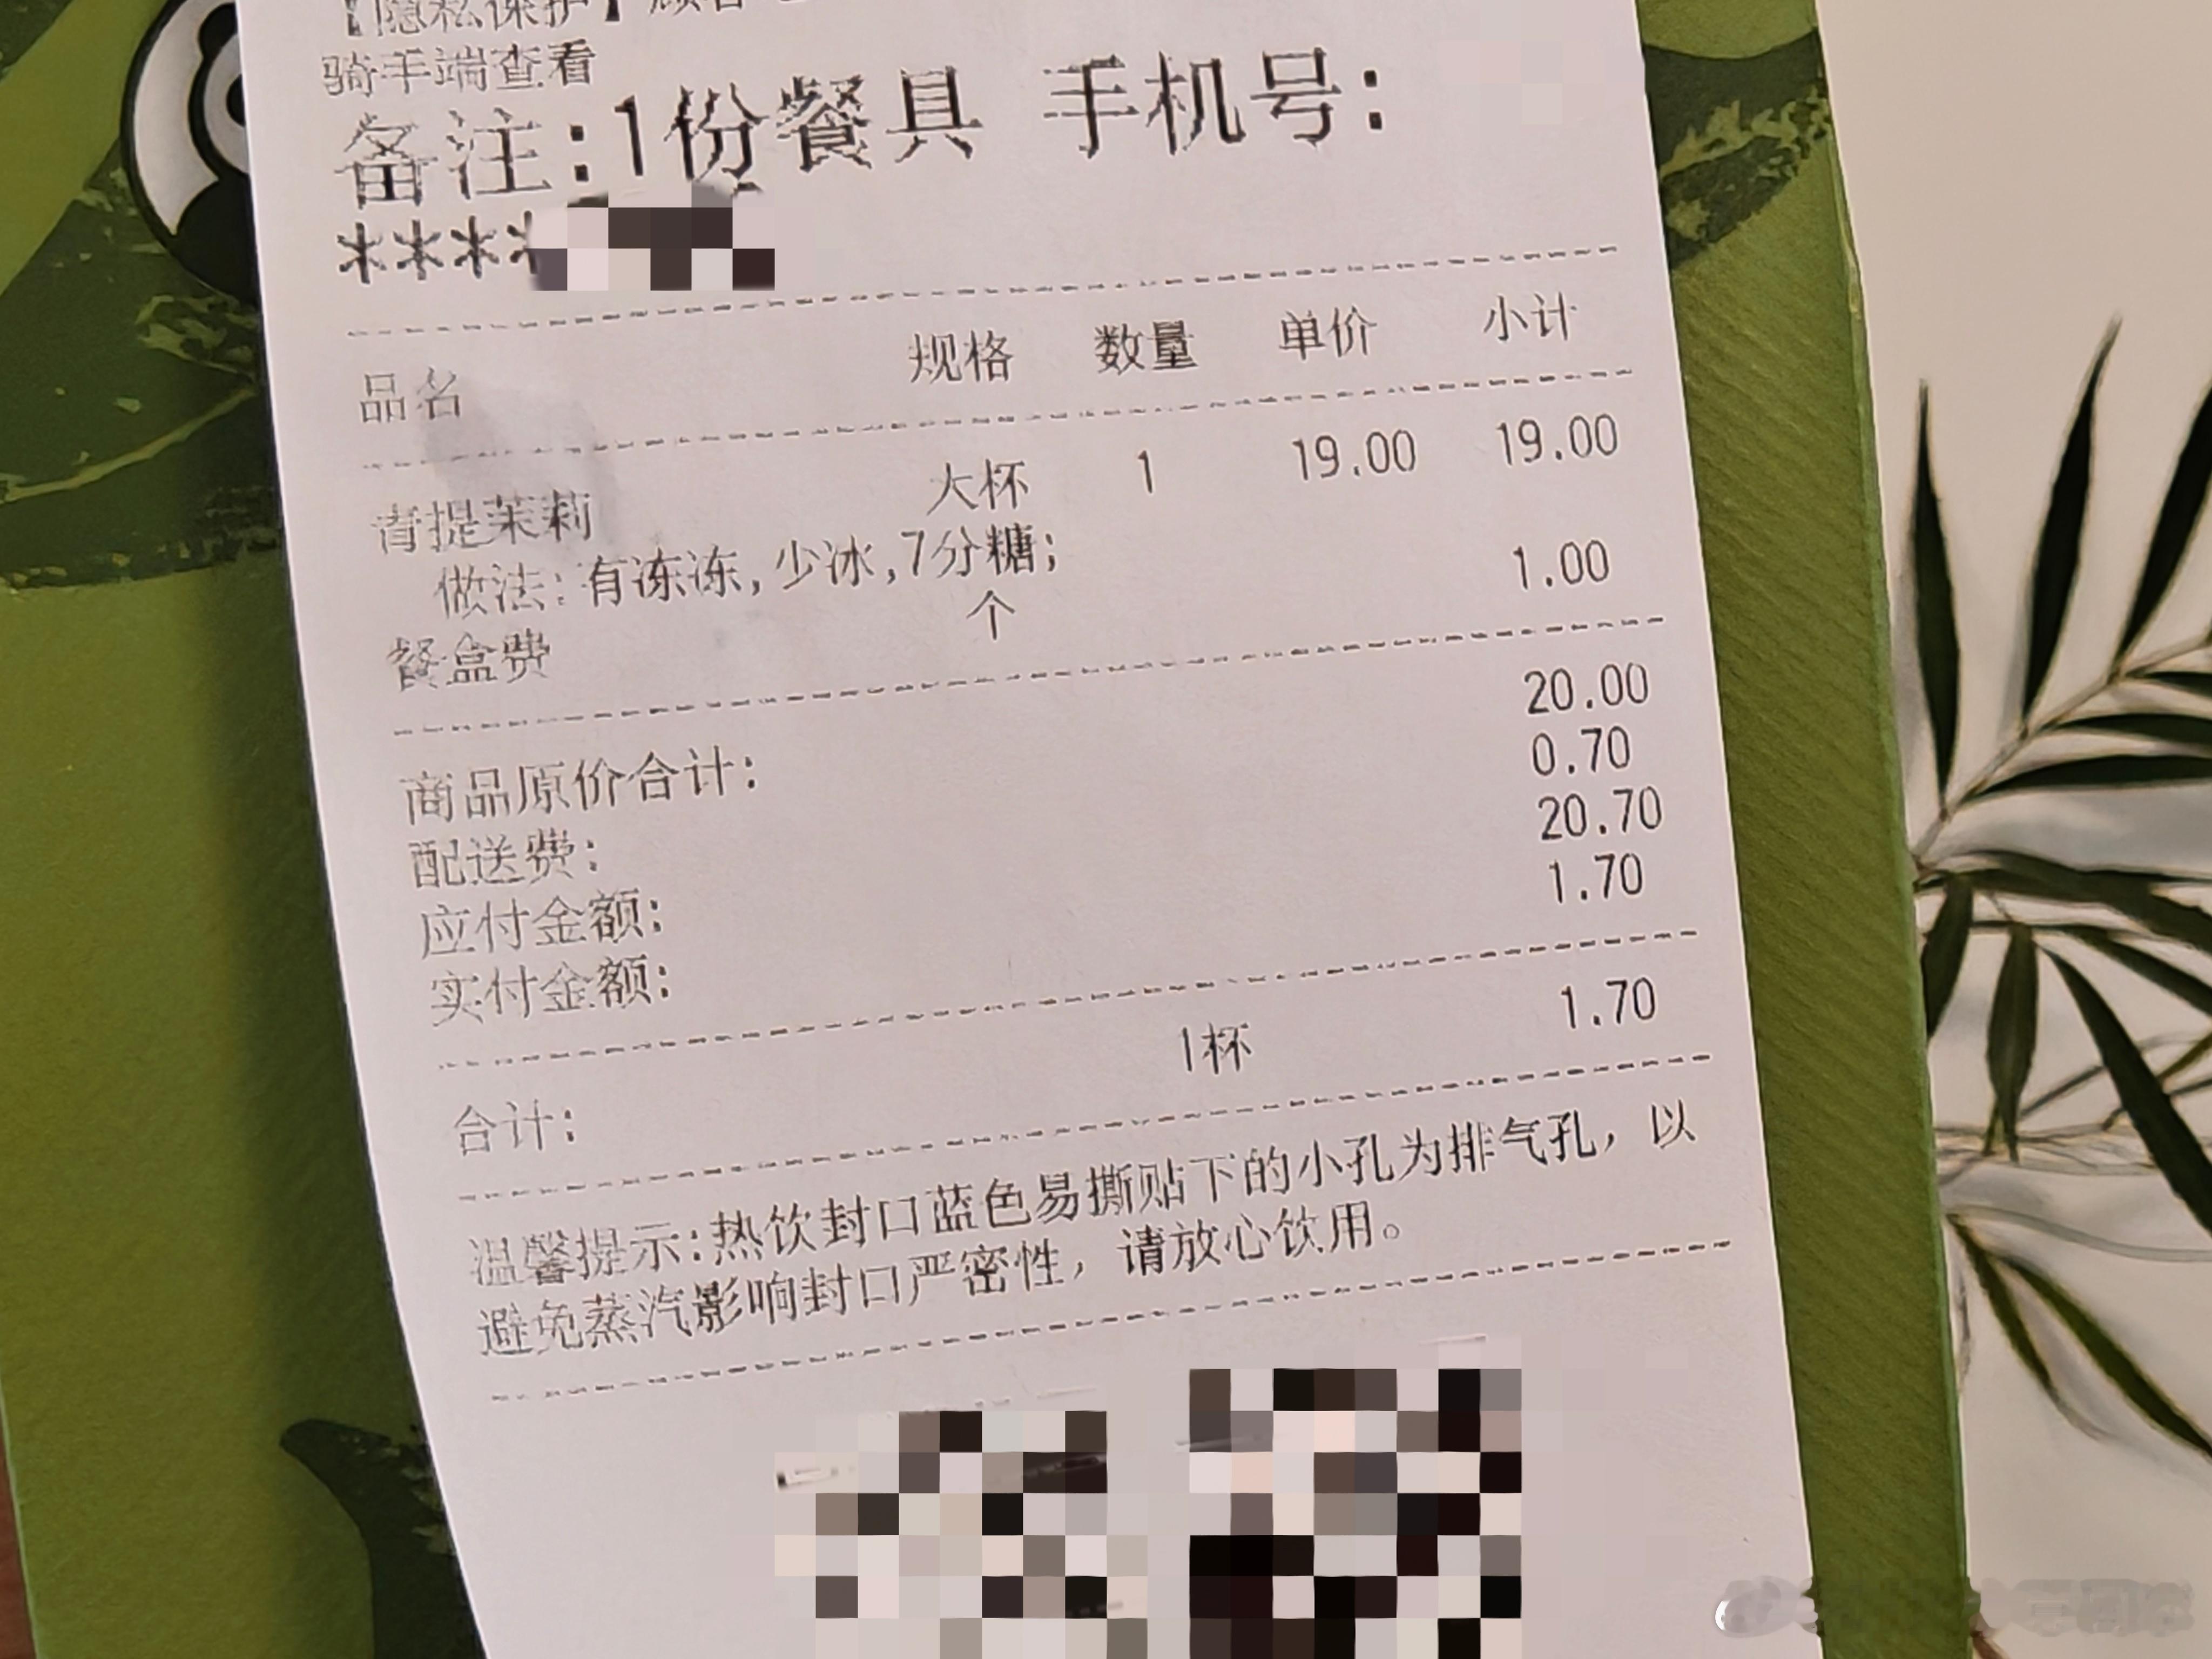 【隐私保护】顾客
骑手端查看
备注:1份餐具 手机号:
****
品名 规格 数量 单价 小计
青提茉莉 大杯 1 19.00 19.00
做法:有冻冻,少冰,7分糖;
餐盒费 个 1.00
商品原价合计: 20.00
配送费: 0.70
应付金额: 20.70
实付金额: 1.70
合计: 1杯 1.70
温馨提示:热饮封口蓝色易撕贴下的小孔为排气孔，以
避免蒸汽影响封口严密性，请放心饮用。